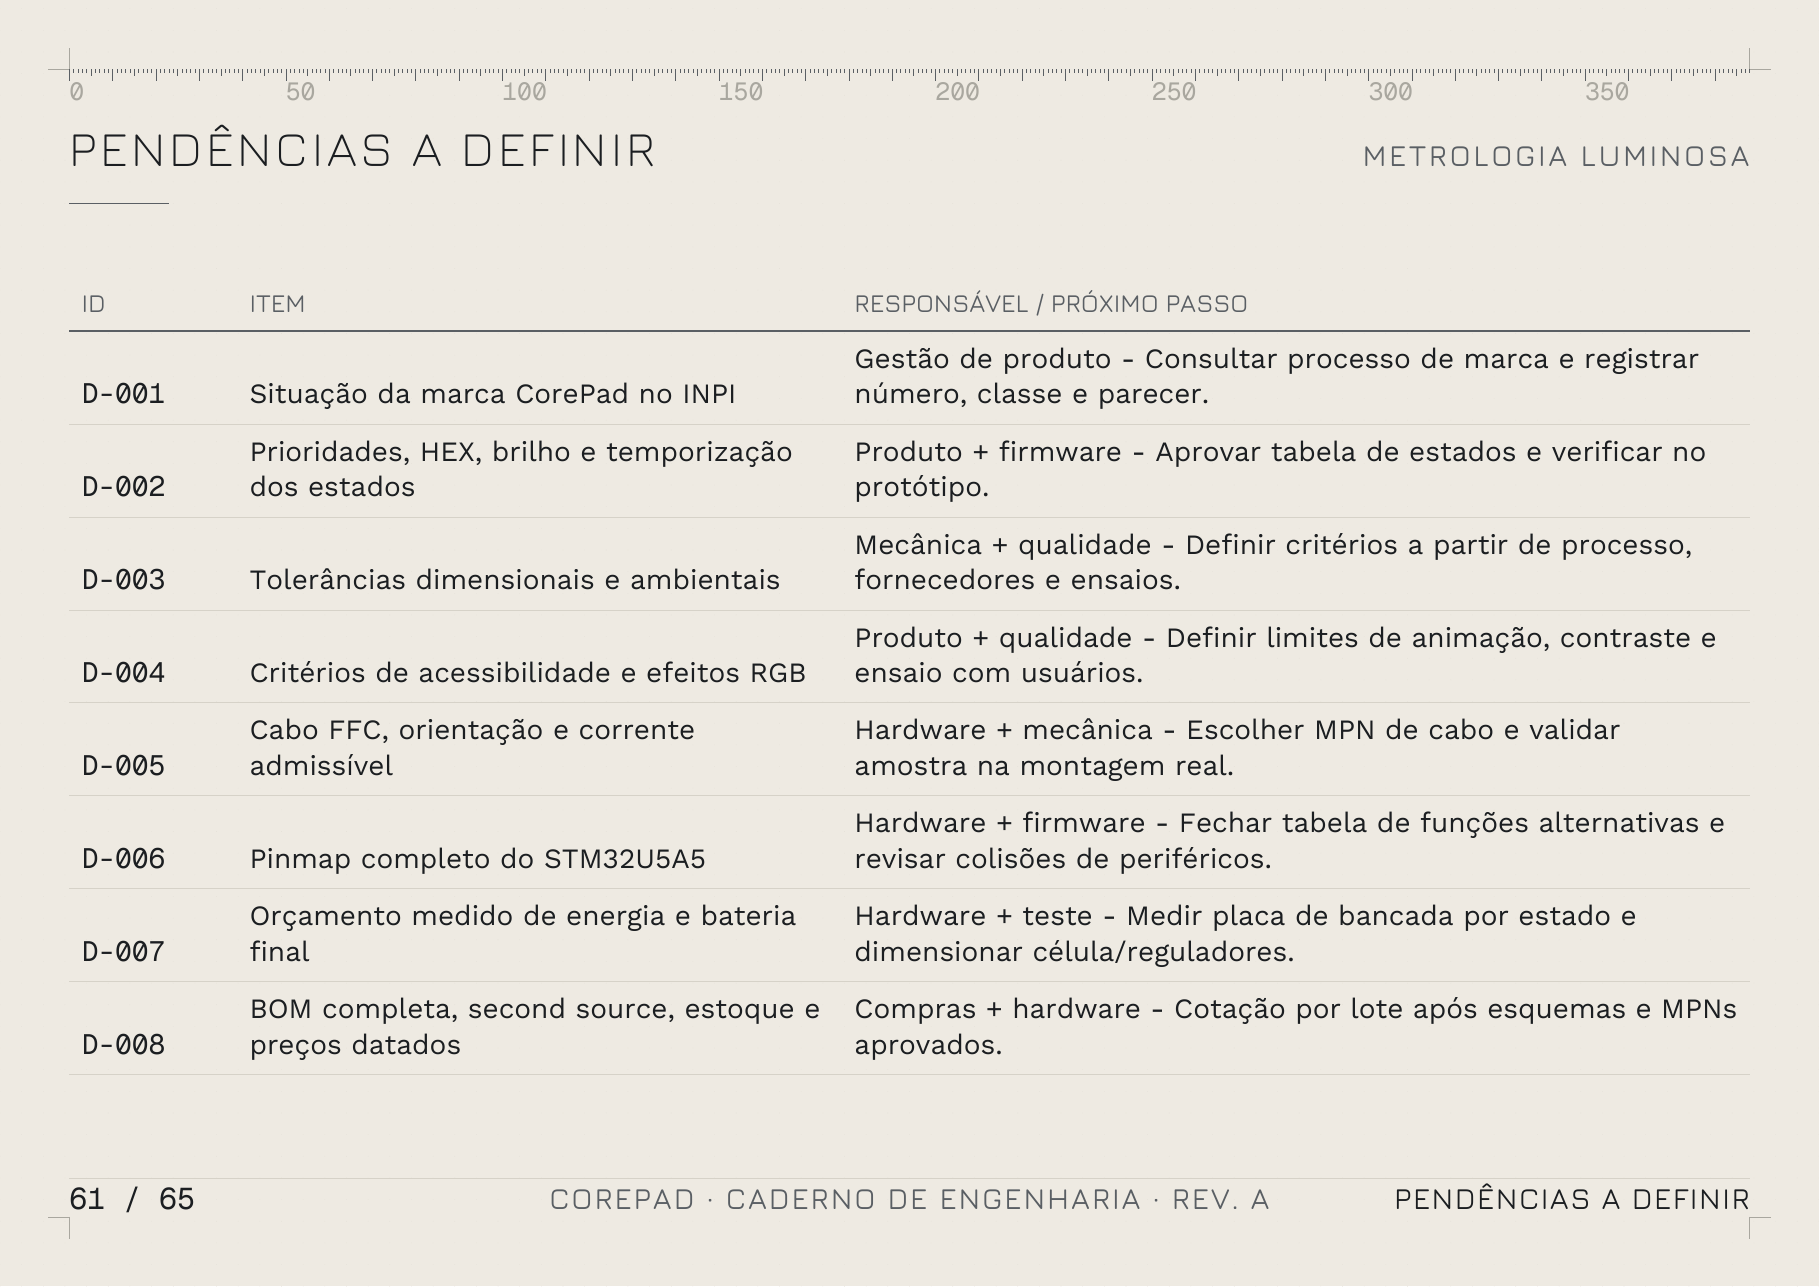 0 50 100 150 200 250 300 350
PENDÊNCIAS A DEFINIR
METROLOGIA LUMINOSA
ID ITEM RESPONSÁVEL / PRÓXIMO PASSO
D-001 Situação da marca CorePad no INPI Gestão de produto - Consultar processo de marca e registrar
número, classe e parecer.
D-002 Prioridades, HEX, brilho e temporização
dos estados
Produto + firmware - Aprovar tabela de estados e verificar no
protótipo.
D-003 Tolerâncias dimensionais e ambientais Mecânica + qualidade - Definir critérios a partir de processo,
fornecedores e ensaios.
D-004 Critérios de acessibilidade e efeitos RGB Produto + qualidade - Definir limites de animação, contraste e
ensaio com usuários.
D-005 Cabo FFC, orientação e corrente
admissível
Hardware + mecânica - Escolher MPN de cabo e validar
amostra na montagem real.
D-006 Pinmap completo do STM32U5A5 Hardware + firmware - Fechar tabela de funções alternativas e
revisar colisões de periféricos.
D-007 Orçamento medido de energia e bateria
final
Hardware + teste - Medir placa de bancada por estado e
dimensionar célula/reguladores.
D-008 BOM completa, second source, estoque e
preços datados
Compras + hardware - Cotação por lote após esquemas e MPNs
aprovados.
61 / 65
COREPAD · CADERNO DE ENGENHARIA · REV. A
PENDÊNCIAS A DEFINIR